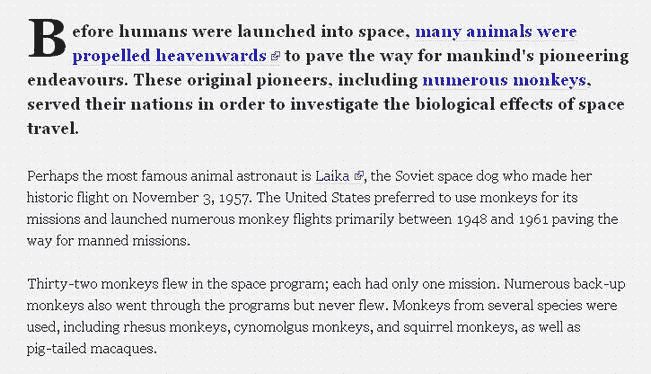 Before humans were launched into space, many animals were
propelled heavenwards to pave the way for mankind's pioneering
endeavours. These original pioneers, including numerous monkeys,
served their nations in order to investigate the biological effects of space
travel.
Perhaps the most famous animal astronaut is Laika, the Soviet space dog who made her
historic flight on November 3, 1957. The United States preferred to use monkeys for its
missions and launched numerous monkey flights primarily between 1948 and 1961 paving the
way for manned missions.
Thirty-two monkeys flew in the space program; each had only one mission. Numerous back-up
monkeys also went through the programs but never flew. Monkeys from several species were
used, including rhesus monkeys, cynomolgus monkeys, and squirrel monkeys, as well as
pig-tailed macaques.